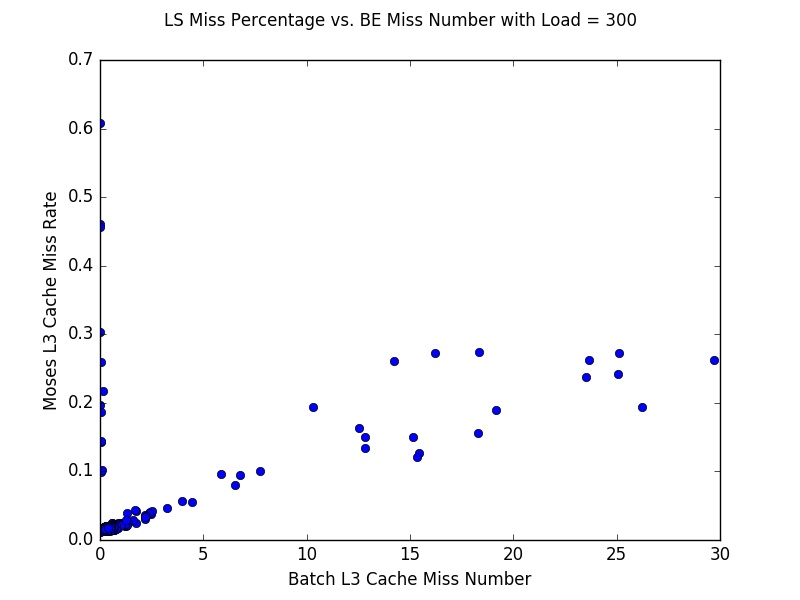 LS Miss Percentage vs. BE Miss Number with Load = 300
0.7
0.6
0.5
0.4
0.3
0.2
0.1
0.0
Moses L3 Cache Miss Rate
0 5 10 15 20 25 30
Batch L3 Cache Miss Number